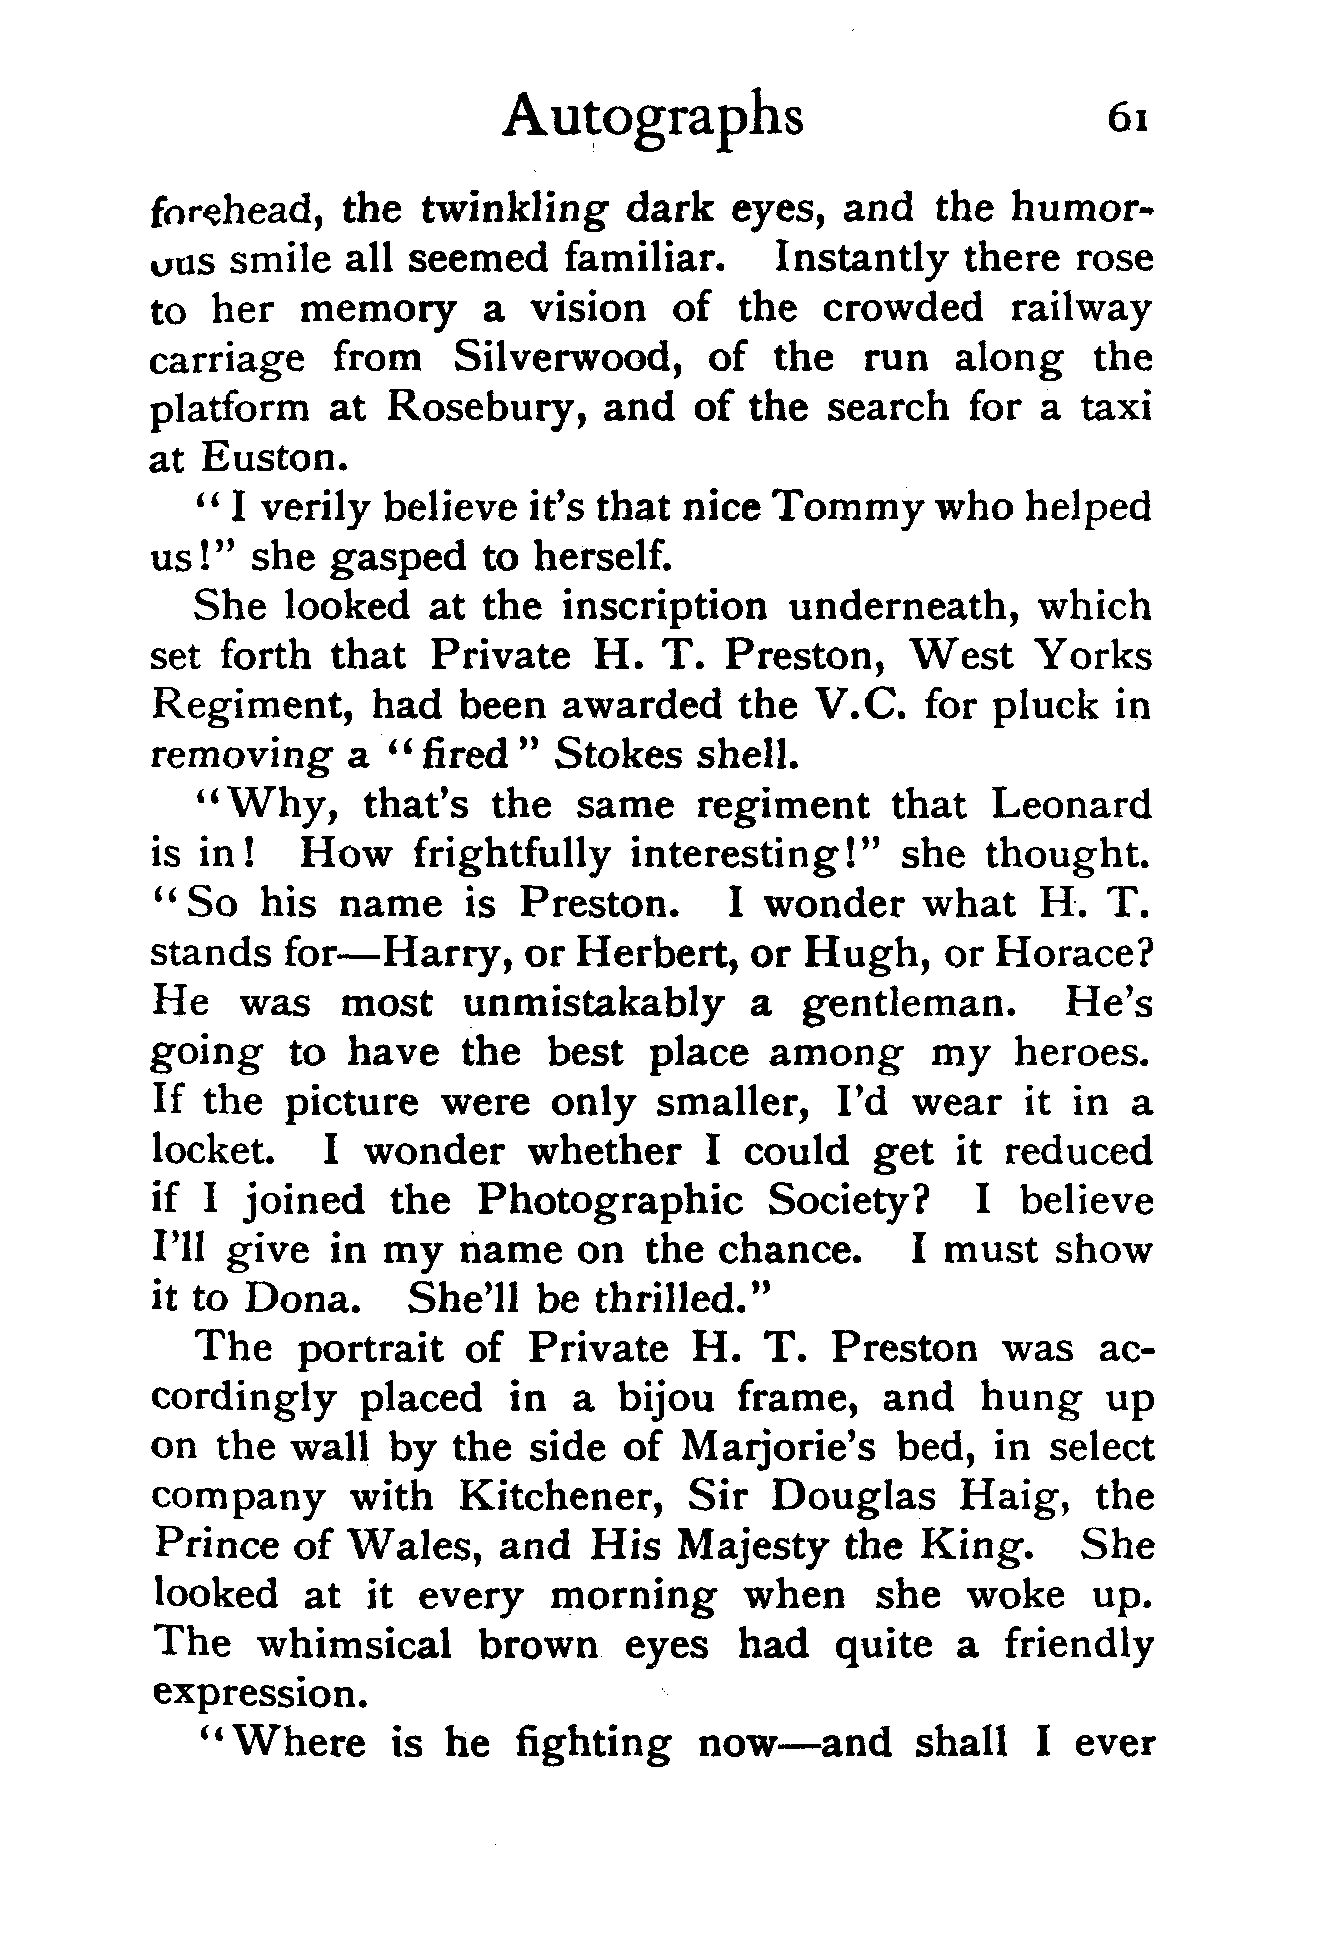 Autographs 61
forehead, the twinkling dark eyes, and the humor-
ous smile all seemed familiar. Instantly there rose
to her memory a vision of the crowded railway
carriage from Silverwood, of the run along the
platform at Rosebury, and of the search for a taxi
at Euston.
“I verily believe it’s that nice Tommy who helped
us!” she gasped to herself.
She looked at the inscription underneath, which
set forth that Private H. T. Preston, West Yorks
Regiment, had been awarded the V.C. for pluck in
removing a “fired” Stokes shell.
“Why, that’s the same regiment that Leonard
is in! How frightfully interesting!” she thought.
“So his name is Preston. I wonder what H. T.
stands for—Harry, or Herbert, or Hugh, or Horace?
He was most unmistakably a gentleman. He’s
going to have the best place among my heroes.
If the picture were only smaller, I’d wear it in a
locket. I wonder whether I could get it reduced
if I joined the Photographic Society? I believe
I’ll give in my name on the chance. I must show
it to Dona. She’ll be thrilled.”
The portrait of Private H. T. Preston was ac-
cordingly placed in a bijou frame, and hung up
on the wall by the side of Marjorie’s bed, in select
company with Kitchener, Sir Douglas Haig, the
Prince of Wales, and His Majesty the King. She
looked at it every morning when she woke up.
The whimsical brown eyes had quite a friendly
expression.
“Where is he fighting now—and shall I ever